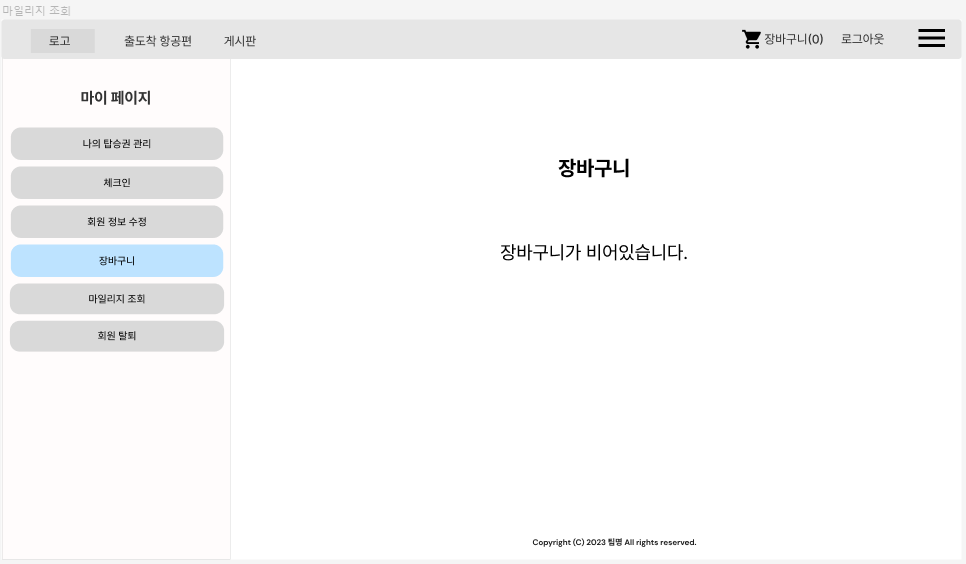 마일리지 조회
로고 출도착 항공편 게시판 장바구니(0) 로그아웃
마이 페이지
나의 탑승권 관리
체크인
회원 정보 수정
장바구니
마일리지 조회
회원 탈퇴
장바구니
장바구니가 비어있습니다.
Copyright (C) 2023 팀명 All rights reserved.